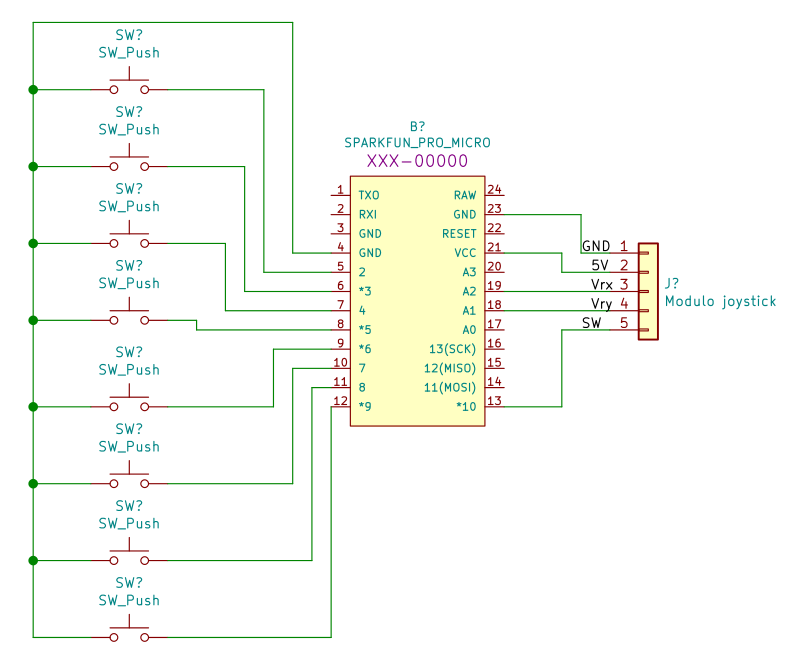 SW?
SW_Push
SW?
SW_Push
SW?
SW_Push
SW?
SW_Push
SW?
SW_Push
SW?
SW_Push
SW?
SW_Push
SW?
SW_Push
B?
SPARKFUN_PRO_MICRO
XXX-00000
1 TXO RAW 24
2 RXI GND 23
3 GND RESET 22
4 GND VCC 21
5 2 A3 20
6 *3 A2 19
7 4 A1 18
8 *5 A0 17
9 *6 13(SCK) 16
10 7 12(MISO) 15
11 8 11(MOSI) 14
12 *9 *10 13
GND 1
5V 2
Vrx 3
Vry 4
SW 5
J?
Modulo joystick